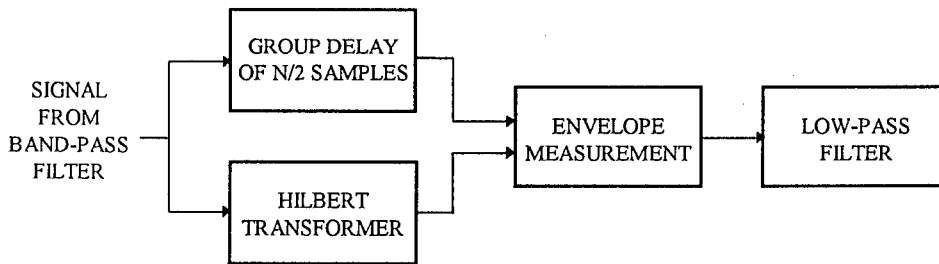 SIGNAL
FROM
BAND-PASS
FILTER
GROUP DELAY
OF N/2 SAMPLES
HILBERT
TRANSFORMER
ENVELOPE
MEASUREMENT
LOW-PASS
FILTER